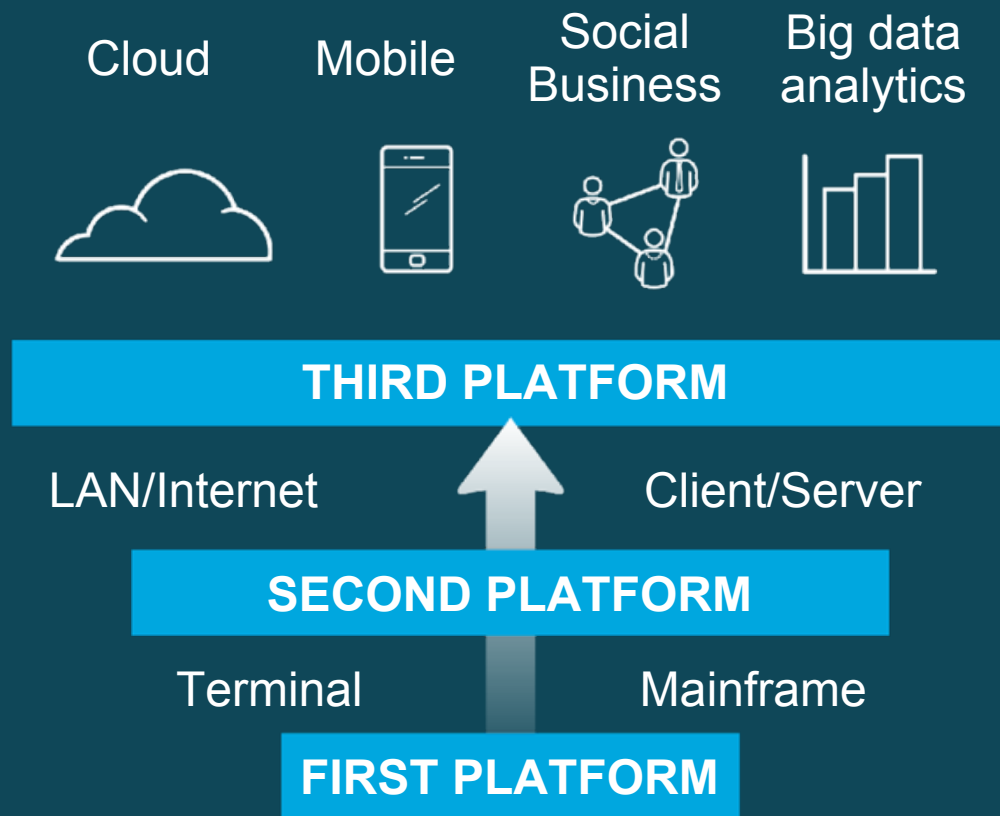 Cloud
Mobile
Social
Business
Big data
analytics
THIRD PLATFORM
LAN/Internet
Client/Server
SECOND PLATFORM
Terminal
Mainframe
FIRST PLATFORM